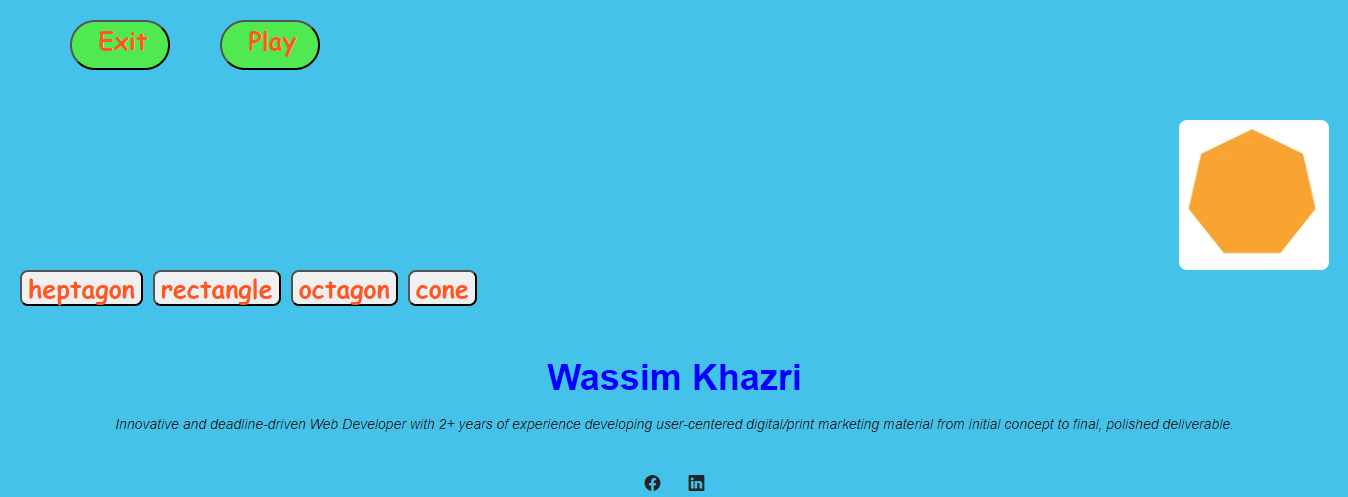 Exit Play
heptagon rectangle octagon cone
Wassim Khazri
Innovative and deadline-driven Web Developer with 2+ years of experience developing user-centered digital/print marketing material from initial concept to final, polished deliverable.